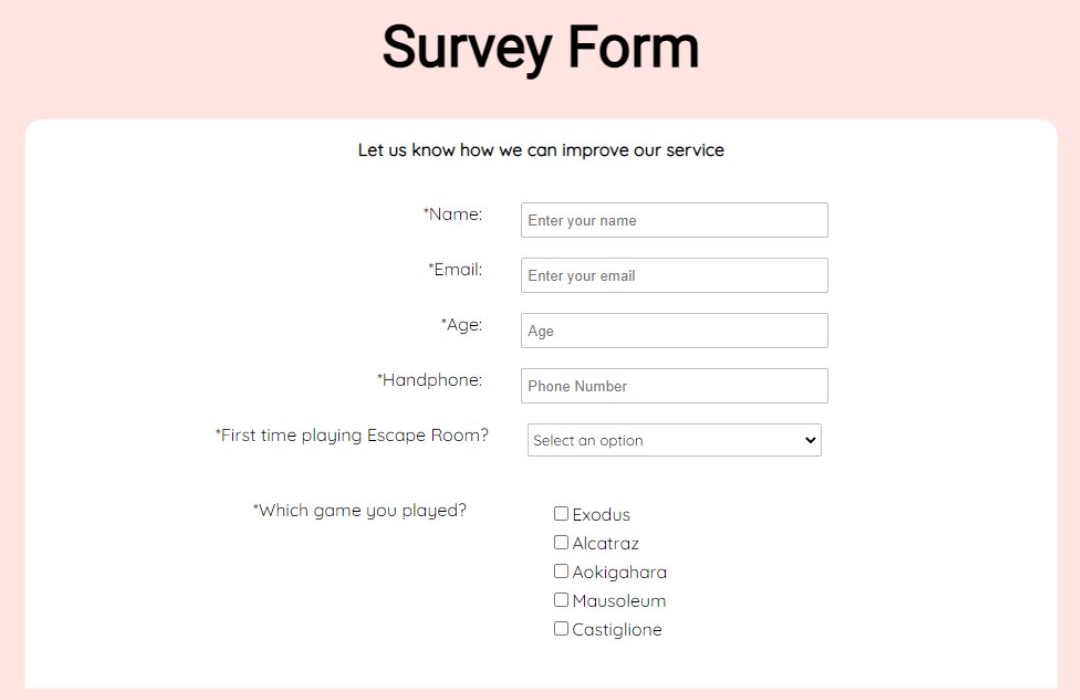 Survey Form
Let us know how we can improve our service
*Name: Enter your name
*Email: Enter your email
*Age: Age
*Handphone: Phone Number
*First time playing Escape Room? Select an option
*Which game you played? Exodus
Alcatraz
Aokigahara
Mausoleum
Castiglione